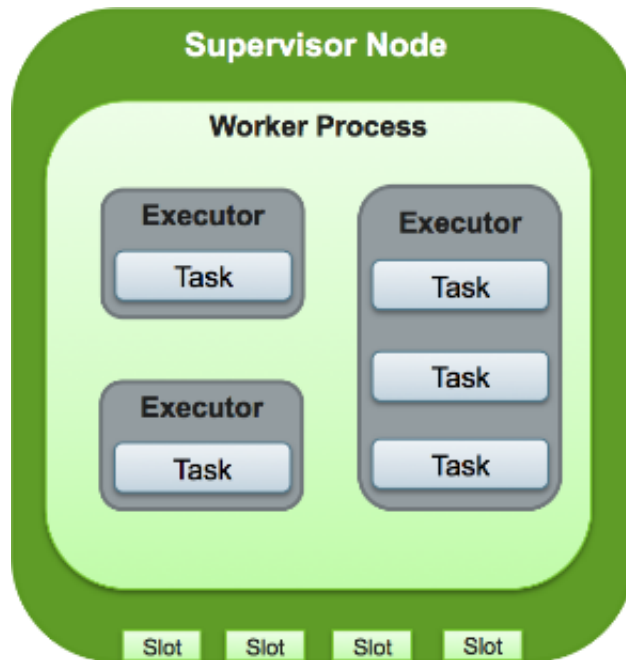 Supervisor Node
Worker Process
Executor
Task
Executor
Task
Executor
Task
Task
Task
Slot Slot Slot Slot